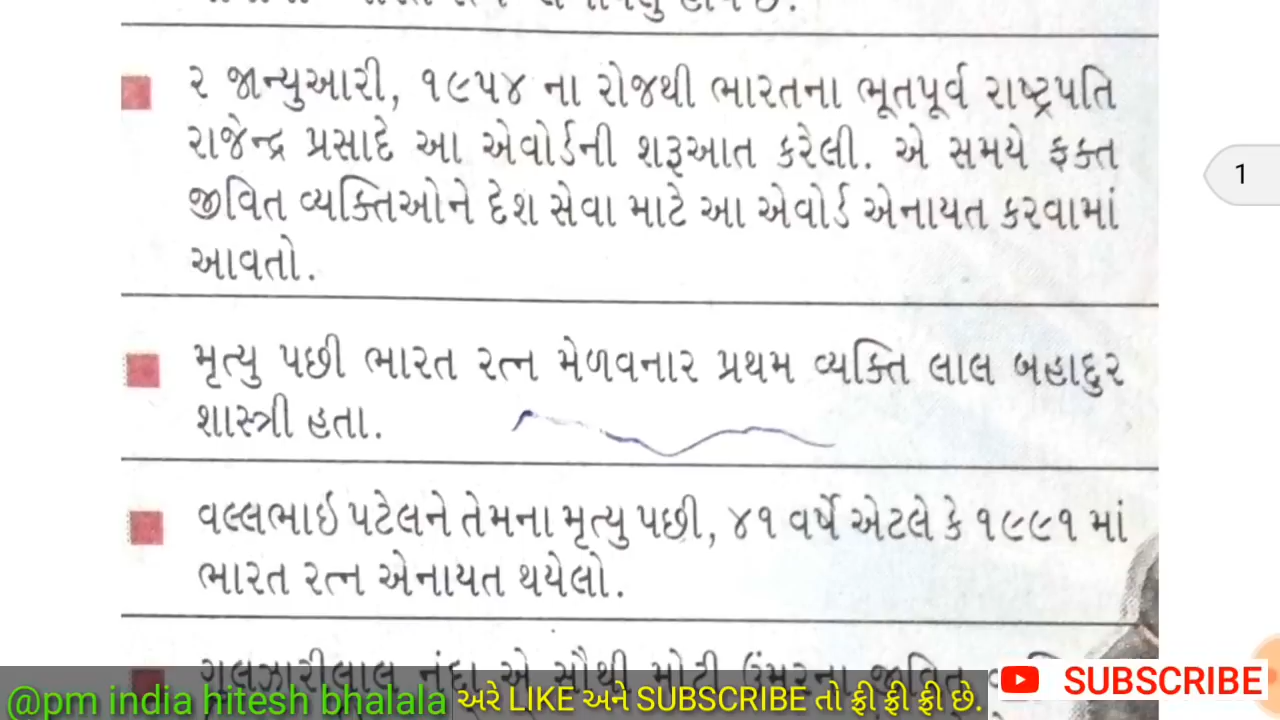 ૨ જાન્યુઆરી, ૧૯૫૪ ના રોજથી ભારતના ભૂતપૂર્વ રાષ્ટ્રપતિ
રાજેન્દ્ર પ્રસાદે આ એવોર્ડની શરૂઆત કરેલી. એ સમયે ફક્ત
જીવિત વ્યક્તિઓને દેશ સેવા માટે આ એવોર્ડ એનાયત કરવામાં
આવતો.
1
મૃત્યુ પછી ભારત રત્ન મેળવનાર પ્રથમ વ્યક્તિ લાલ બહાદુર
શાસ્ત્રી હતા.
વલ્લભાઇ પટેલને તેમના મૃત્યુ પછી, ૪૧ વર્ષે એટલે કે ૧૯૯૧ માં
ભારત રત્ન એનાયત થયેલો.
ગુલઝારીલાલ નંદા એ સૌથી મોટી ઉંમરના જીવિત
@pm india hitesh bhalala અરે LIKE અને SUBSCRIBE તો ફ્રી ફ્રી ફ્રી છે.
SUBSCRIBE